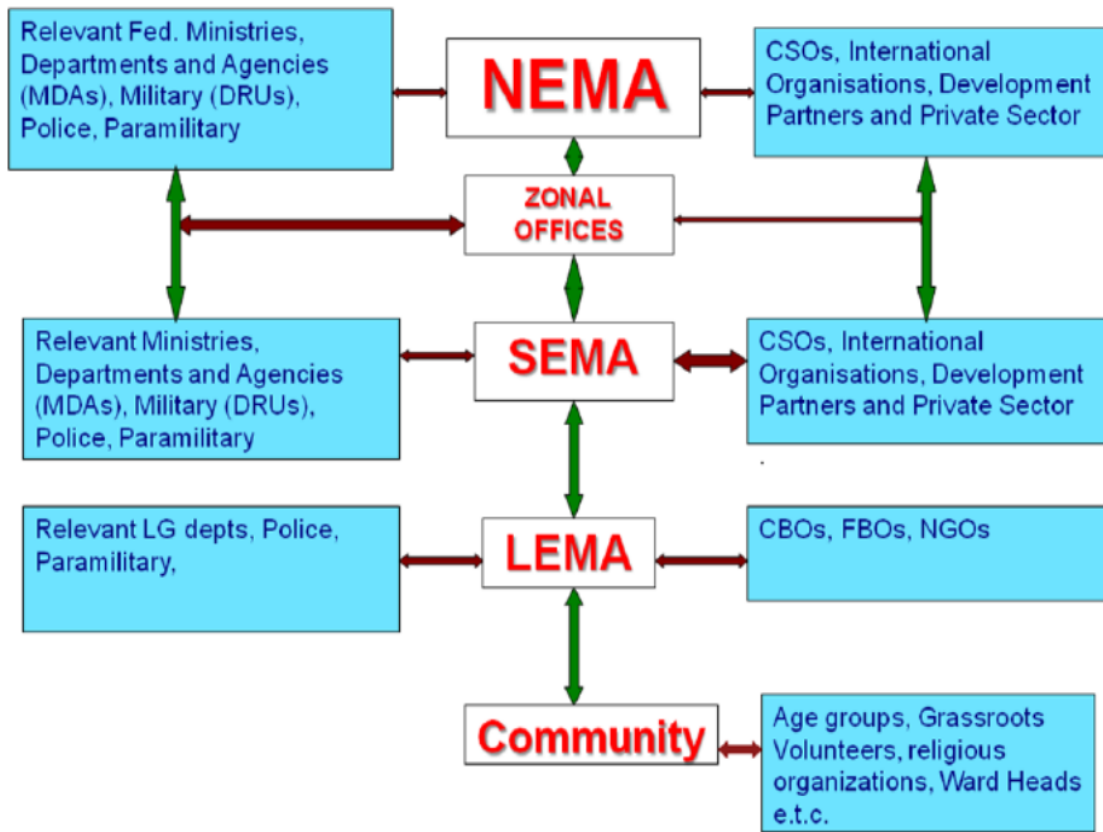 Relevant Fed. Ministries,
Departments and Agencies
(MDAs), Military (DRUs),
Police, Paramilitary
NEMA
CSOs, International
Organisations, Development
Partners and Private Sector
ZONAL
OFFICES
Relevant Ministries,
Departments and Agencies
(MDAs), Military (DRUs),
Police, Paramilitary
SEMA
CSOs, International
Organisations, Development
Partners and Private Sector
.
Relevant LG depts, Police,
Paramilitary,
LEMA
CBOs, FBOs, NGOs
Community
Age groups, Grassroots
Volunteers, religious
organizations, Ward Heads
e.t.c.